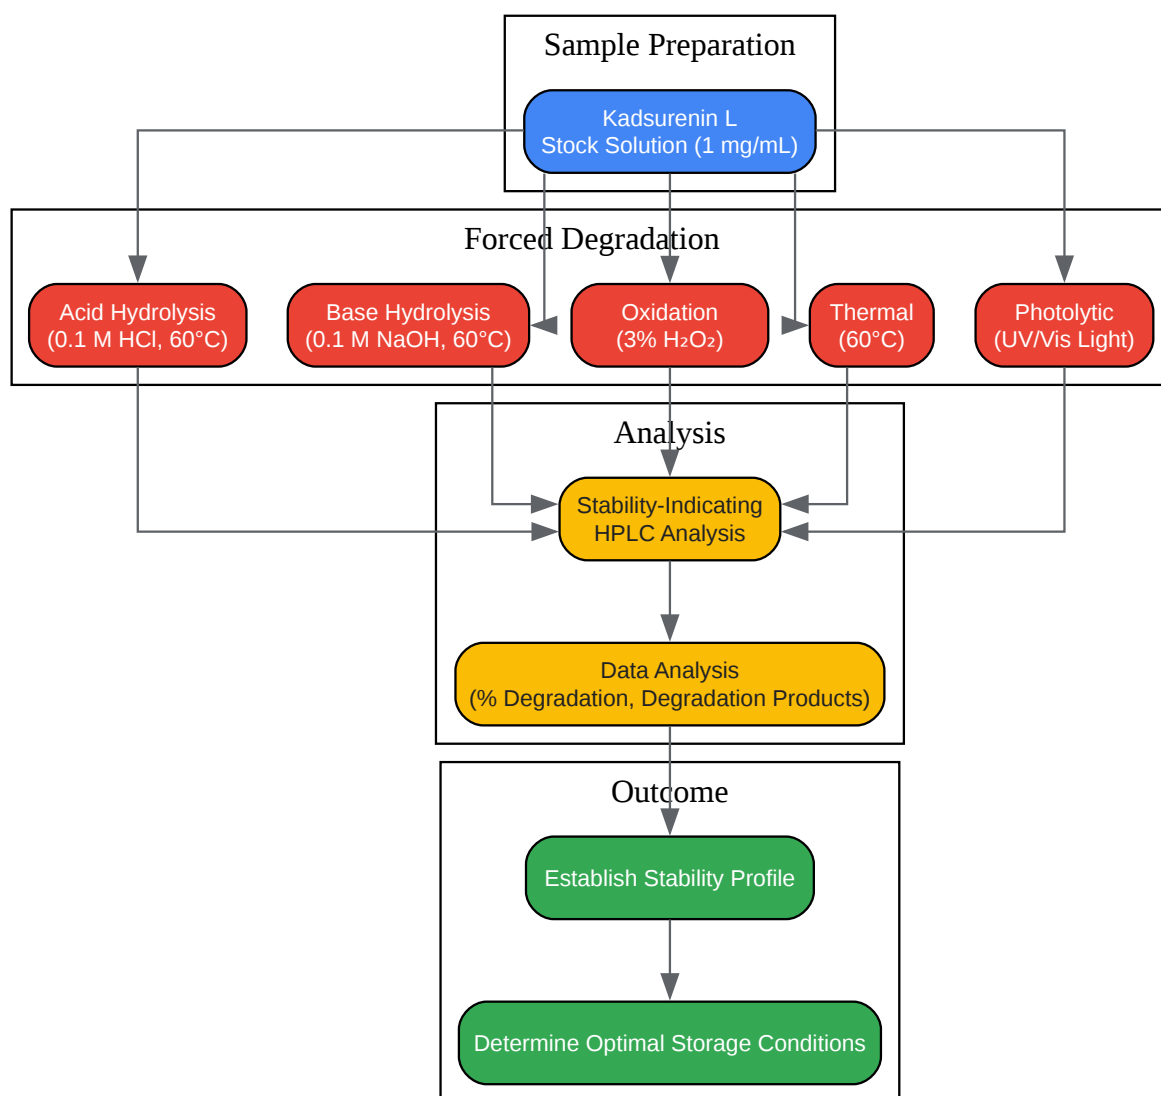 Sample Preparation
Kadsurenin L
Stock Solution (1 mg/mL)
Forced Degradation
Acid Hydrolysis
(0.1 M HCl, 60°C)
Base Hydrolysis
(0.1 M NaOH, 60°C)
Oxidation
(3% H₂O₂)
Thermal
(60°C)
Photolytic
(UV/Vis Light)
Analysis
Stability-Indicating
HPLC Analysis
Data Analysis
(% Degradation, Degradation Products)
Outcome
Establish Stability Profile
Determine Optimal Storage Conditions